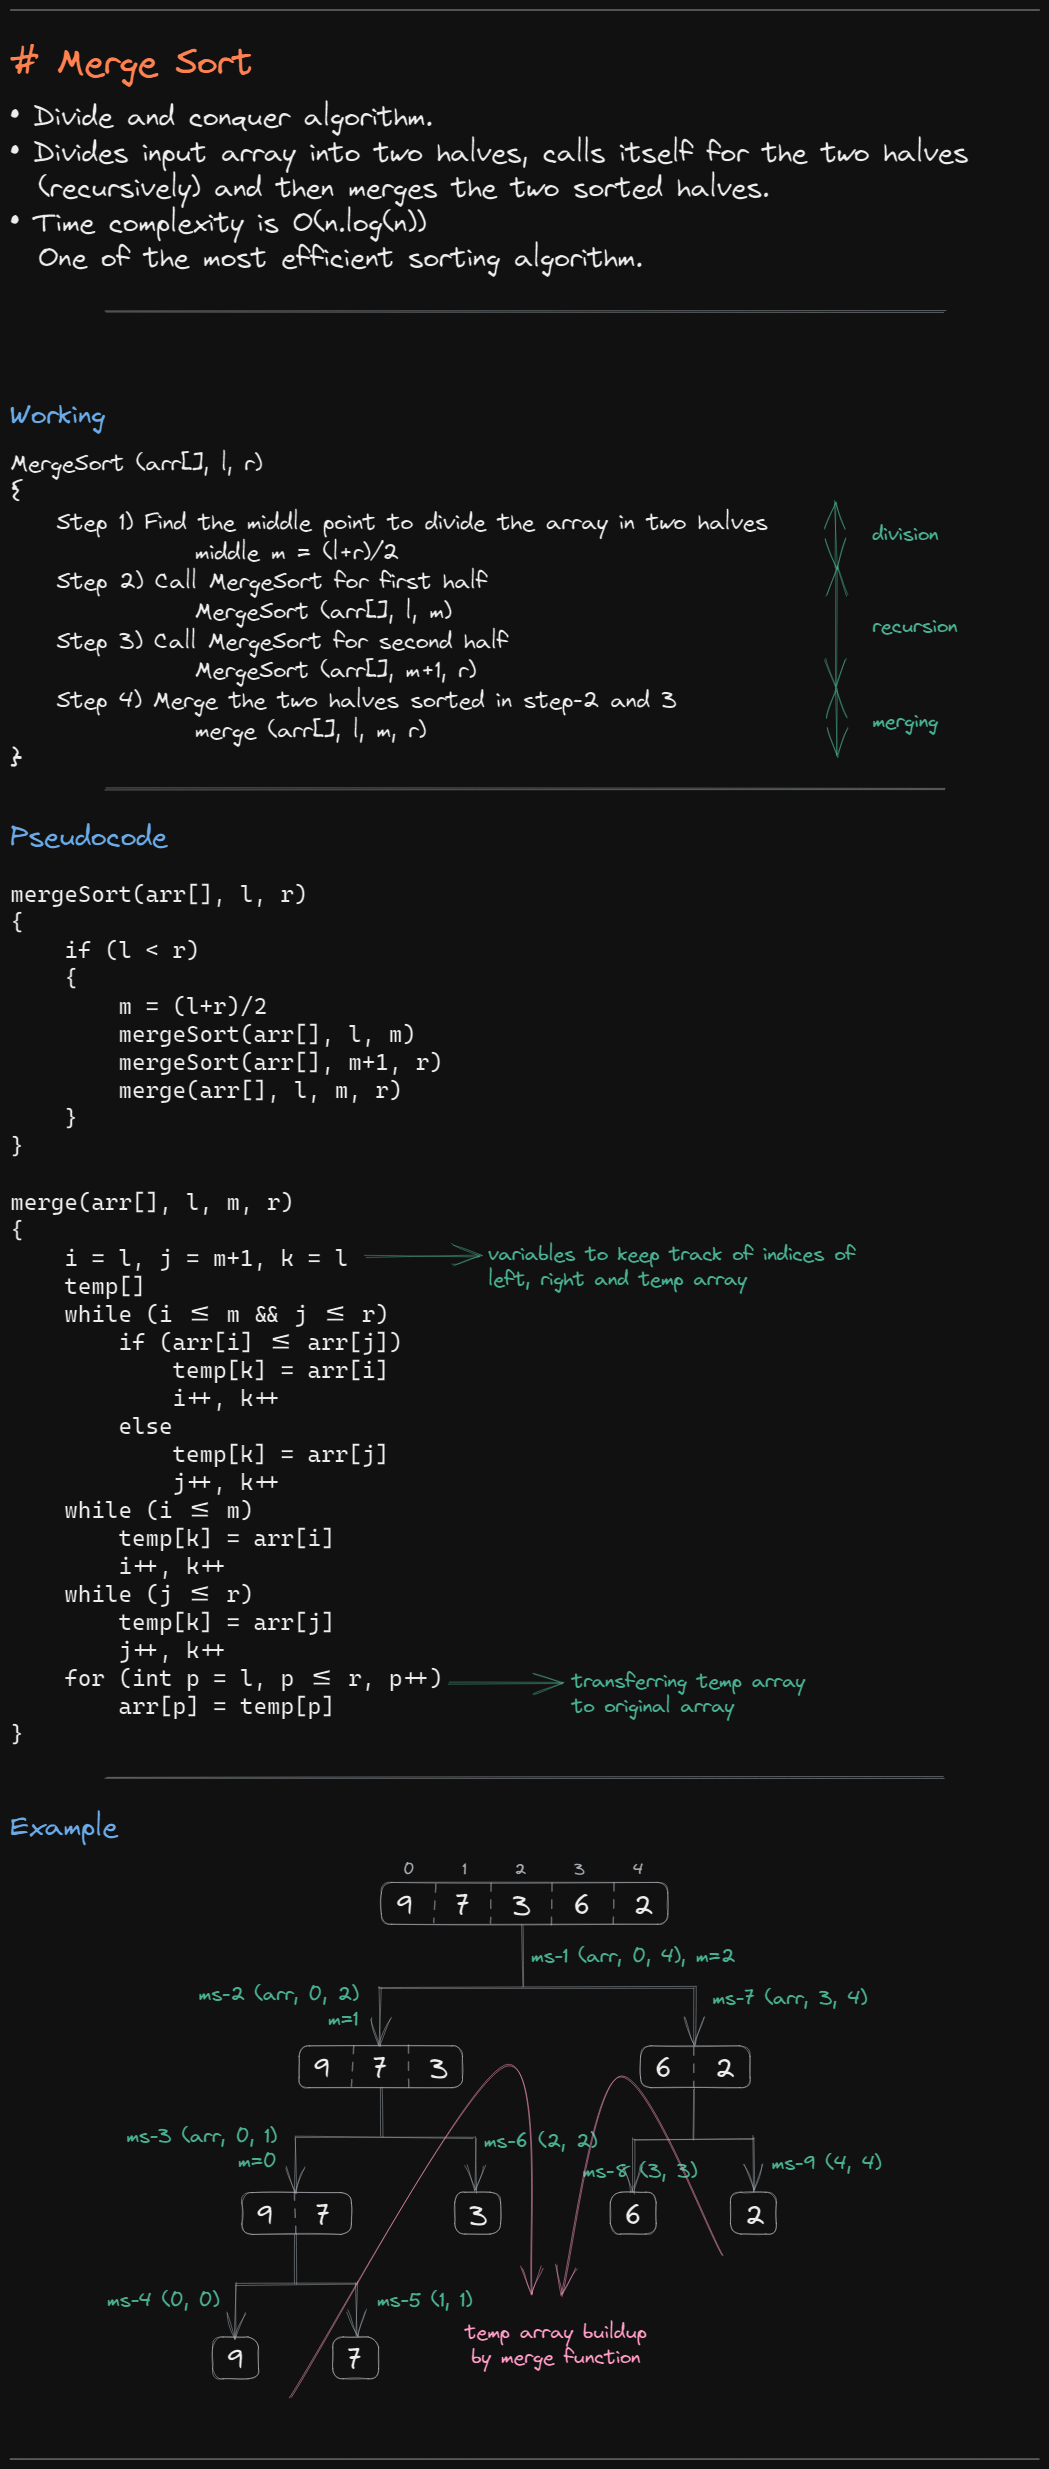 # Merge Sort
• Divide and conquer algorithm.
• Divides input array into two halves, calls itself for the two halves
(recursively) and then merges the two sorted halves.
• Time complexity is O(n.log(n))
One of the most efficient sorting algorithm.
Working
MergeSort (arr[], l, r)
{
Step 1) Find the middle point to divide the array in two halves
middle m = (l+r)/2
division
Step 2) Call MergeSort for first half
MergeSort (arr[], l, m)
recursion
Step 3) Call MergeSort for second half
MergeSort (arr[], m+1, r)
Step 4) Merge the two halves sorted in step-2 and 3
merging
merge (arr[], l, m, r)
}
Pseudocode
mergeSort(arr[], l, r)
{
if (l < r)
{
m = (l+r)/2
mergeSort(arr[], l, m)
mergeSort(arr[], m+1, r)
merge(arr[], l, m, r)
}
}
merge(arr[], l, m, r)
{
i = l, j = m+1, k = l
variables to keep track of indices of
left, right and temp array
temp[]
while (i ≤ m && j ≤ r)
if (arr[i] ≤ arr[j])
temp[k] = arr[i]
i++, k++
else
temp[k] = arr[j]
j++, k++
while (i ≤ m)
temp[k] = arr[i]
i++, k++
while (j ≤ r)
temp[k] = arr[j]
j++, k++
for (int p = l, p ≤ r, p++)
transferring temp array
to original array
arr[p] = temp[p]
}
Example
0 1 2 3 4
9 7 3 6 2
ms-1 (arr, 0, 4), m=2
ms-2 (arr, 0, 2)
m=1
ms-7 (arr, 3, 4)
9 7 3
6 2
ms-3 (arr, 0, 1)
m=0
ms-6 (2, 2)
ms-8 (3, 3)
ms-9 (4, 4)
9 7
3
6
2
ms-4 (0, 0)
ms-5 (1, 1)
9
7
temp array buildup
by merge function